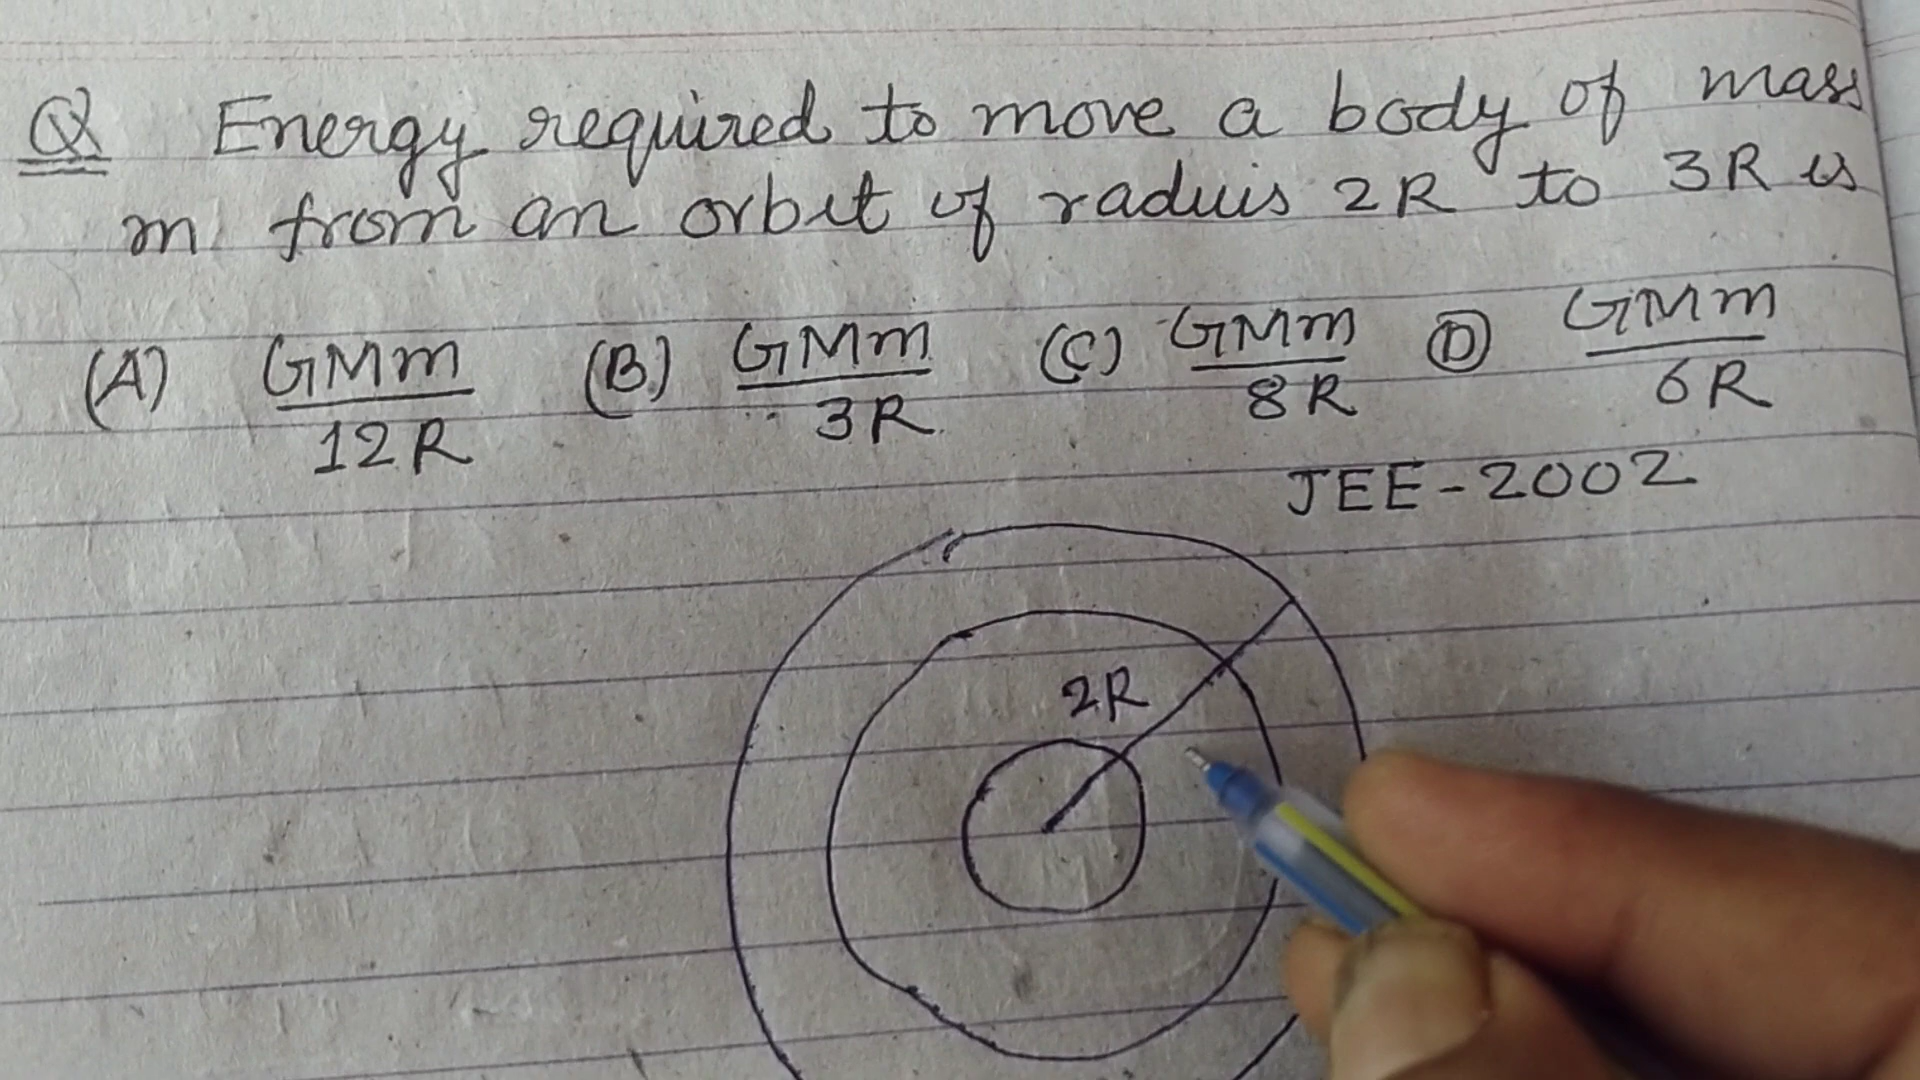 Q Energy required to move a body of mass
m from an orbit of raduis 2R to 3R is
(A) GMm/12R (B) GMm/3R (C) GMm/8R (D) GMm/6R
JEE-2002
2R